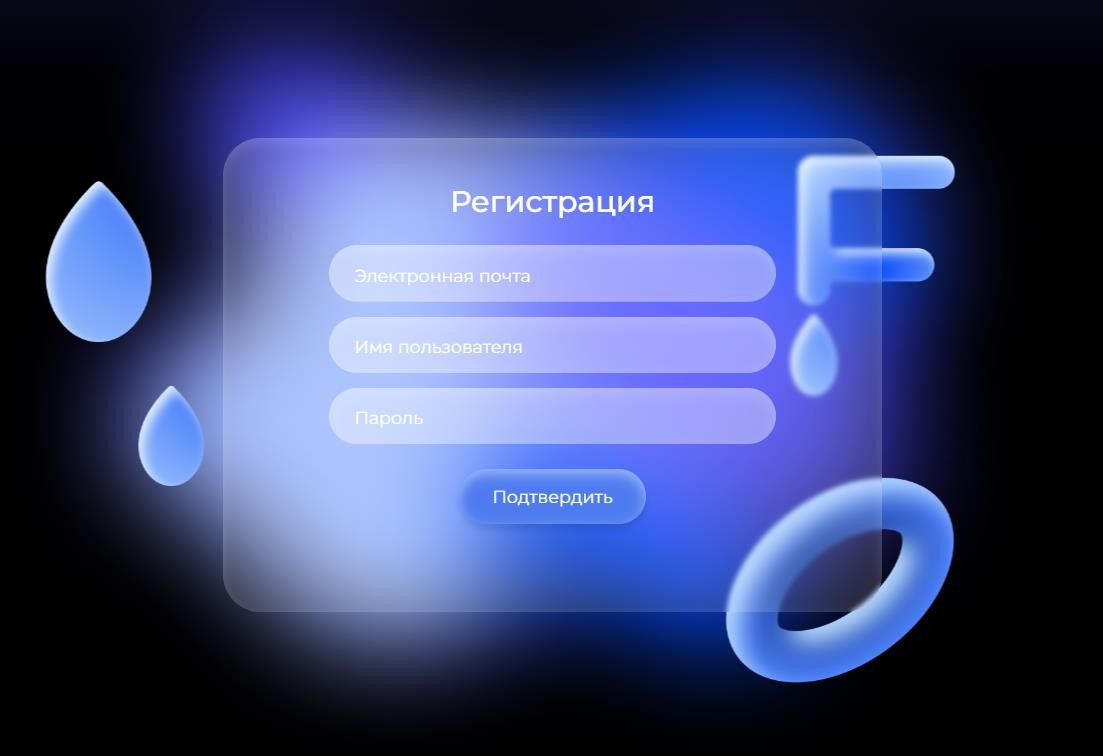 Регистрация
Электронная почта
Имя пользователя
Пароль
Подтвердить